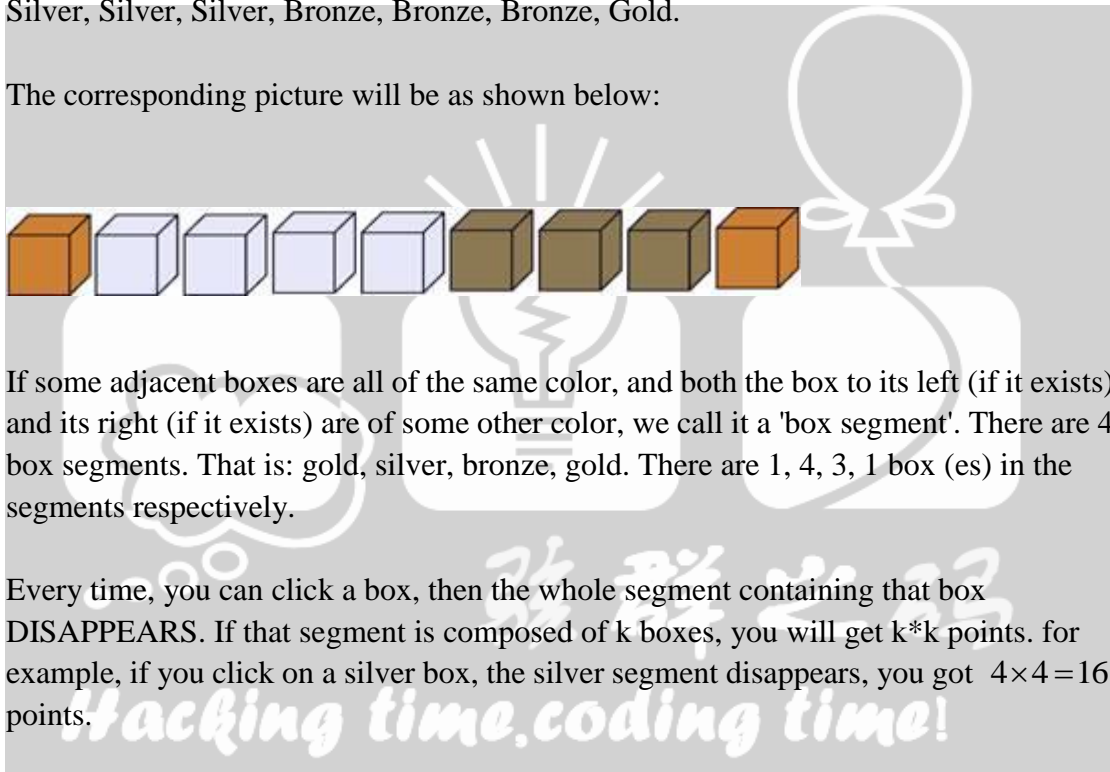 Silver, Silver, Silver, Bronze, Bronze, Bronze, Gold.
The corresponding picture will be as shown below:
If some adjacent boxes are all of the same color, and both the box to its left (if it exists)
and its right (if it exists) are of some other color, we call it a 'box segment'. There are 4
box segments. That is: gold, silver, bronze, gold. There are 1, 4, 3, 1 box (es) in the
segments respectively.
Every time, you can click a box, then the whole segment containing that box
DISAPPEARS. If that segment is composed of k boxes, you will get k*k points. for
example, if you click on a silver box, the silver segment disappears, you got 4×4=16
points.
Hacking time,coding time!